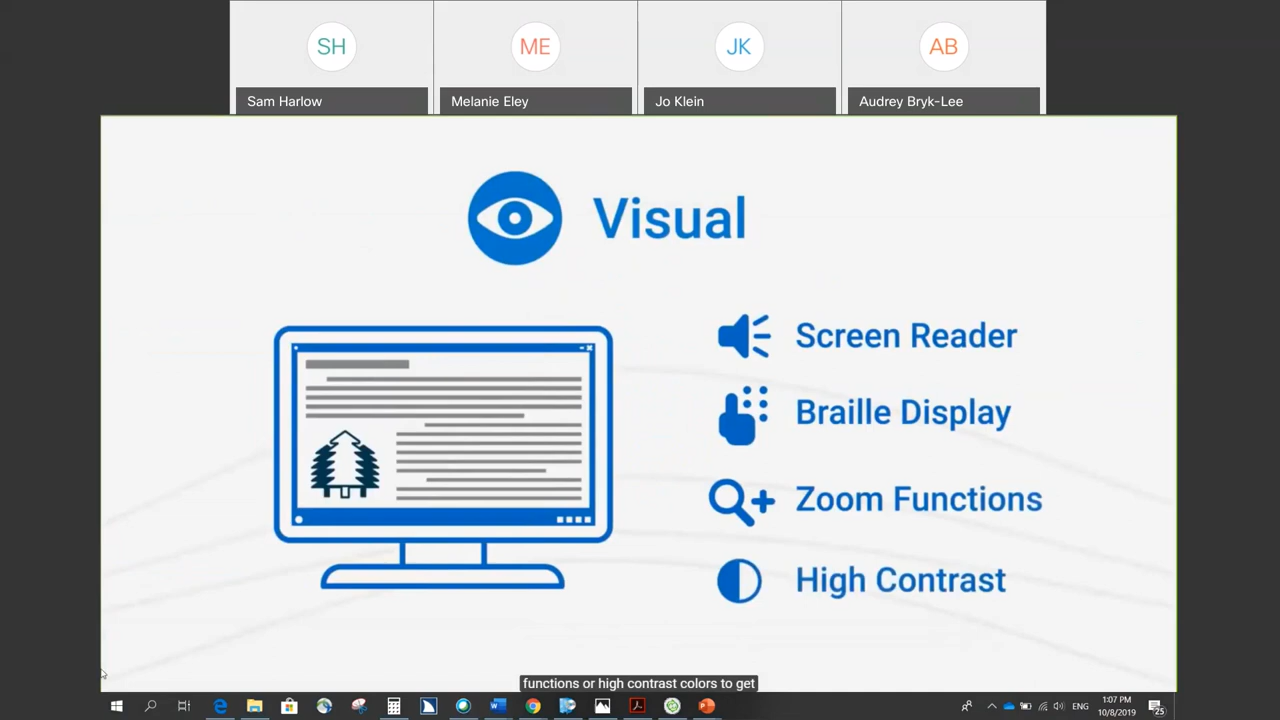 SH
ME
JK
AB
Sam Harlow
Melanie Eley
Jo Klein
Audrey Bryk-Lee
Visual
Screen Reader
Braille Display
Zoom Functions
High Contrast
functions or high contrast colors to get
ENG
1:07 PM
10/8/2019
25